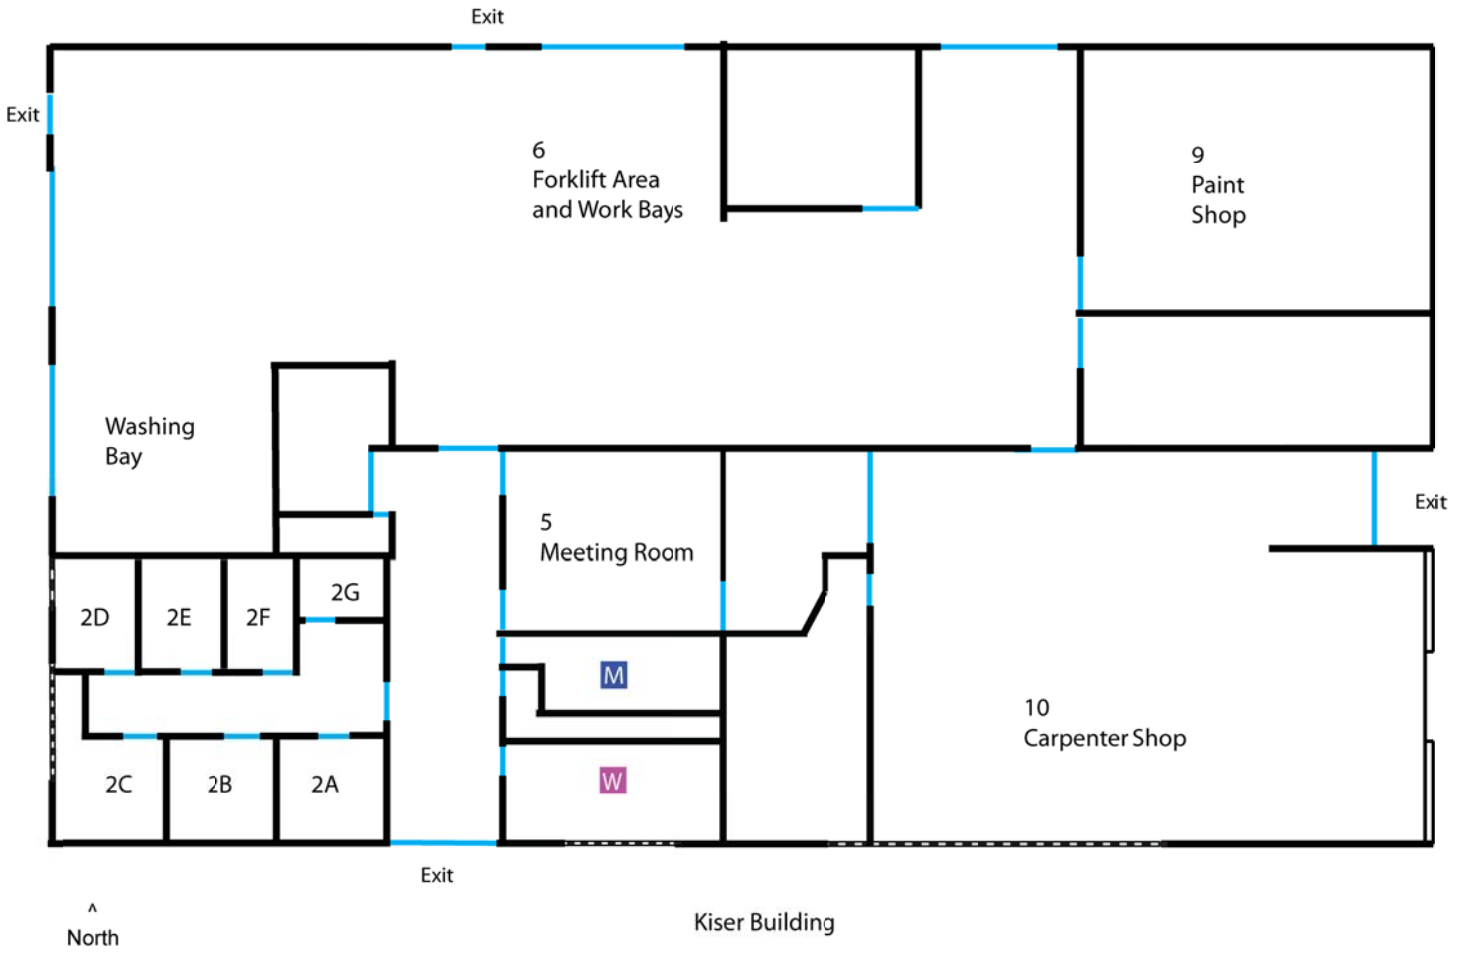 Exit
Exit
6
Forklift Area
and Work Bays
9
Paint
Shop
Washing
Bay
Exit
5
Meeting Room
2D
2E
2F
2G
M
10
Carpenter Shop
2C
2B
2A
W
Exit
^
North
Kiser Building